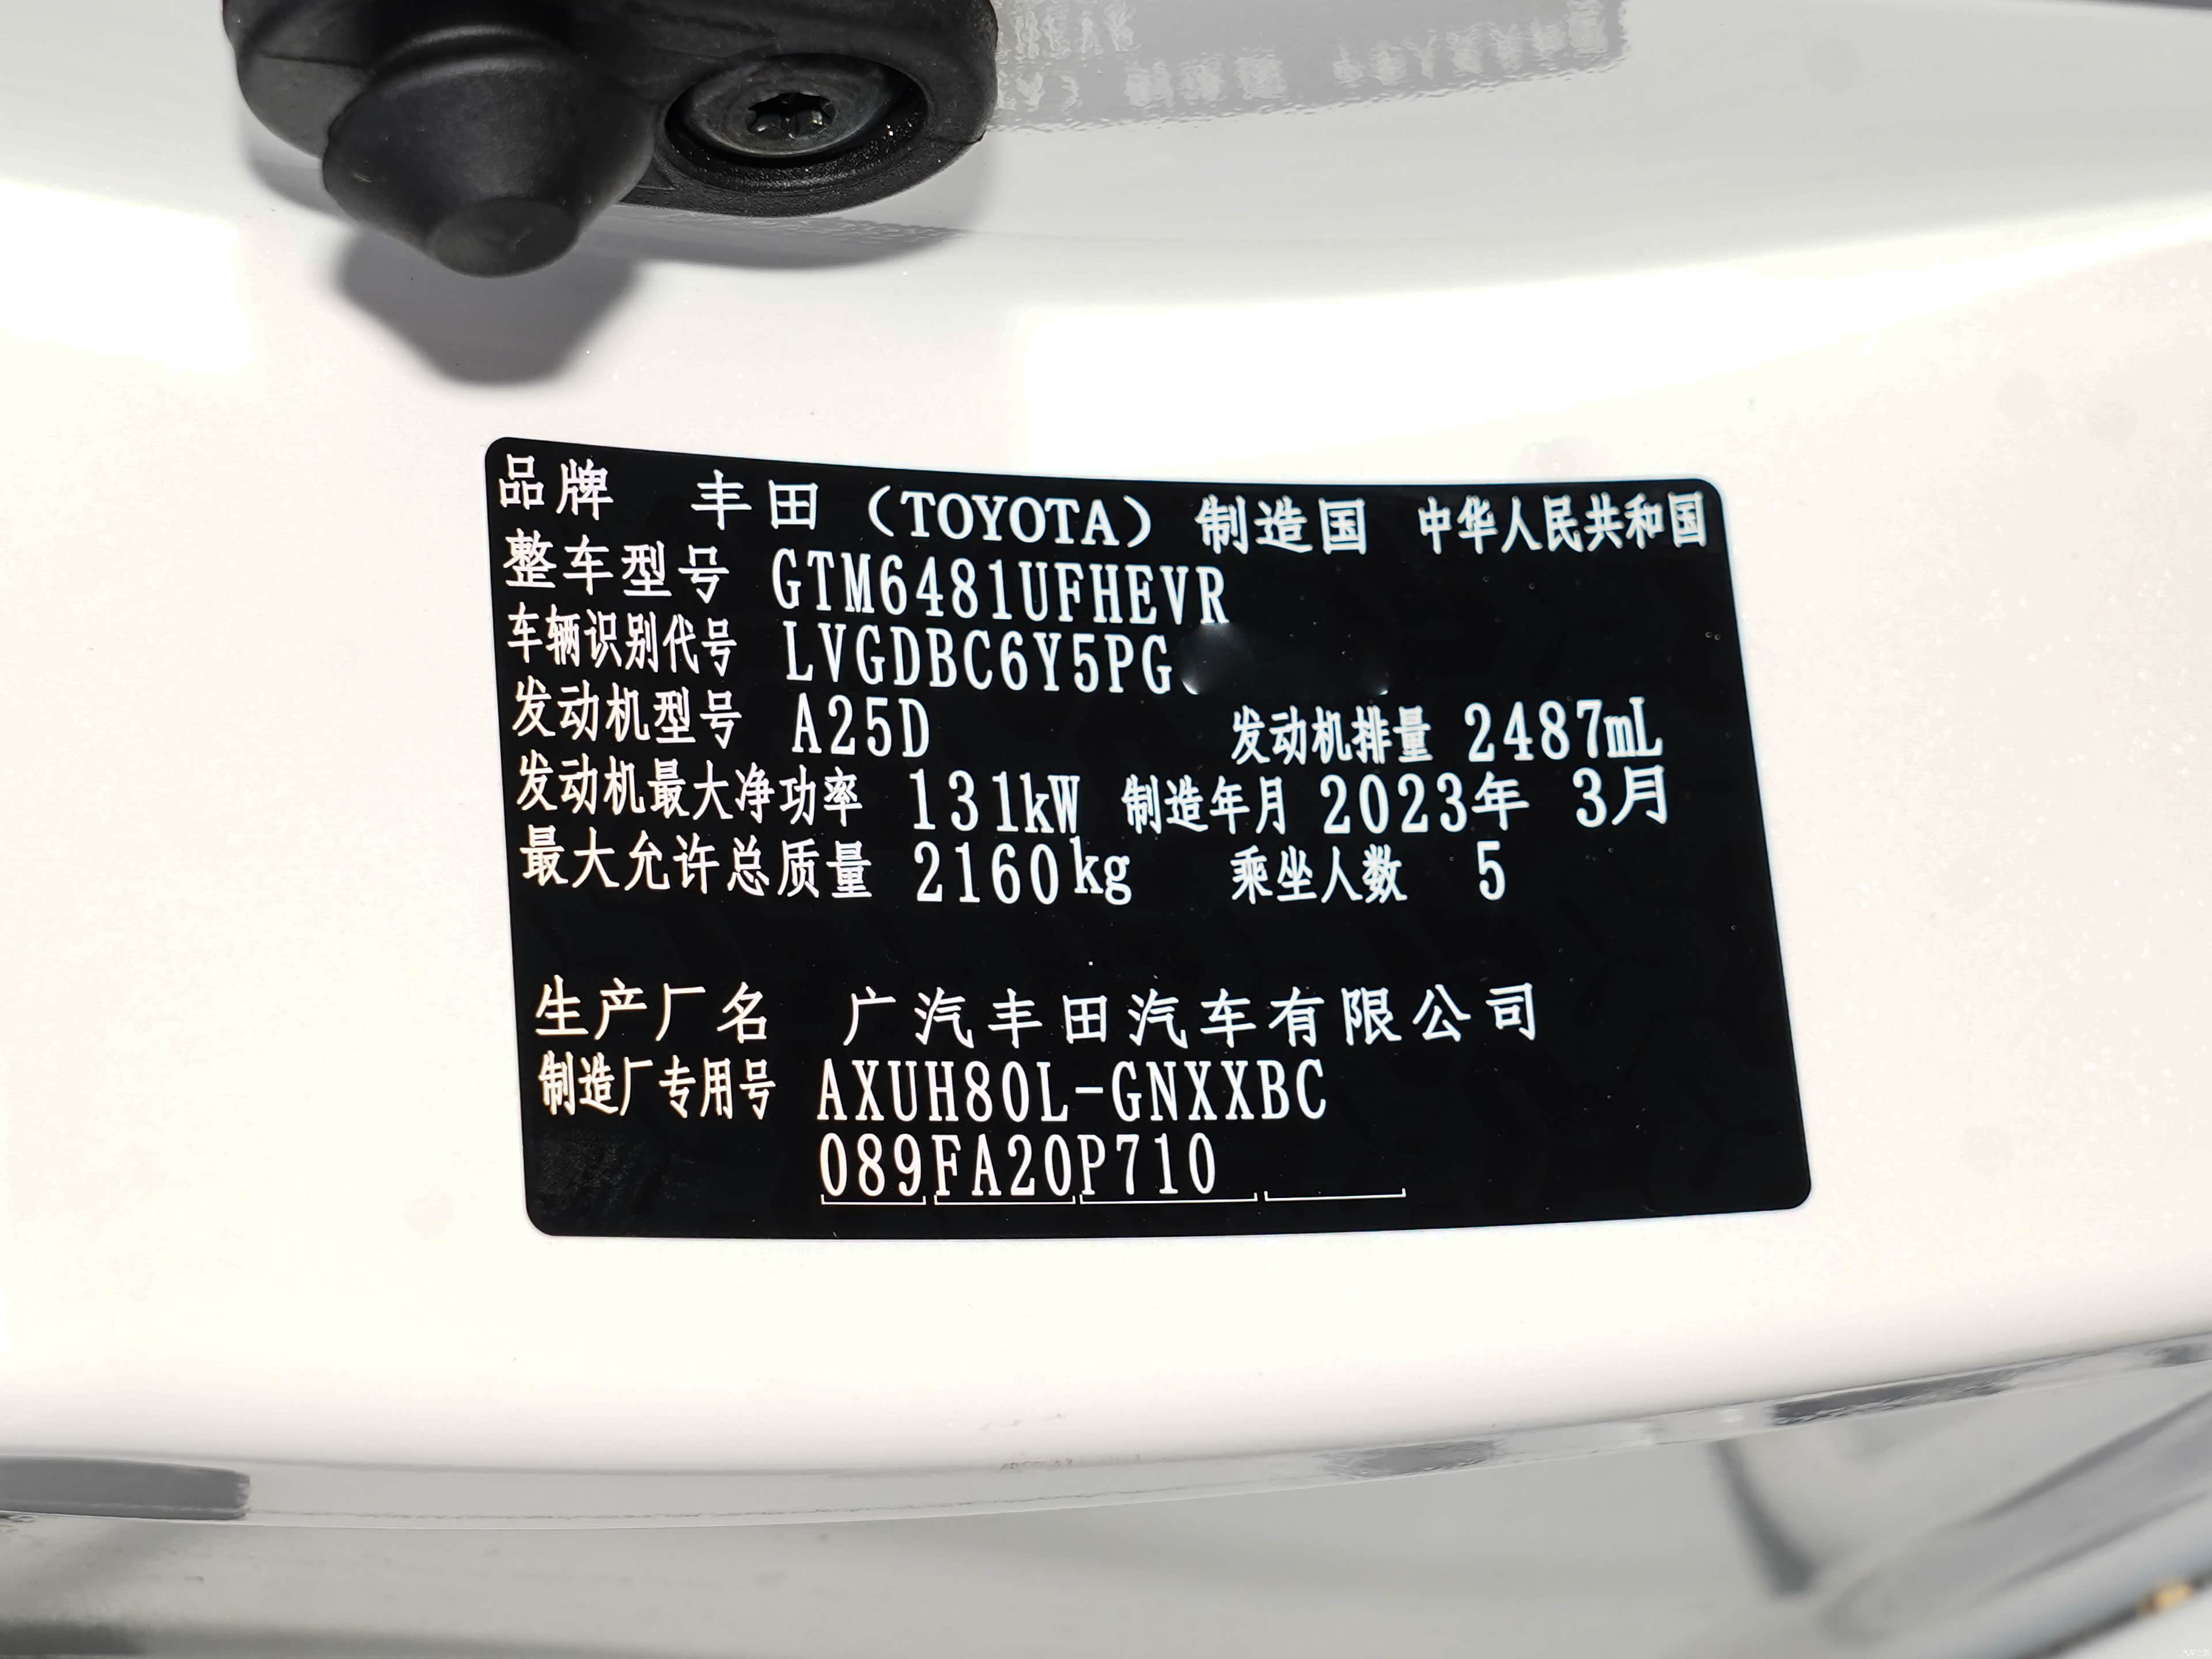 品牌 丰田（TOYOTA）制造国 中华人民共和国
整车型号 GTM6481UFHEVR
车辆识别代号 LVGDBC6Y5PG
发动机型号 A25D 发动机排量 2487mL
发动机最大净功率 131kW 制造年月 2023年 3月
最大允许总质量 2160kg 乘坐人数 5
生产厂名 广汽丰田汽车有限公司
制造厂专用号 AXUH80L-GNXXBC
089FA20P710